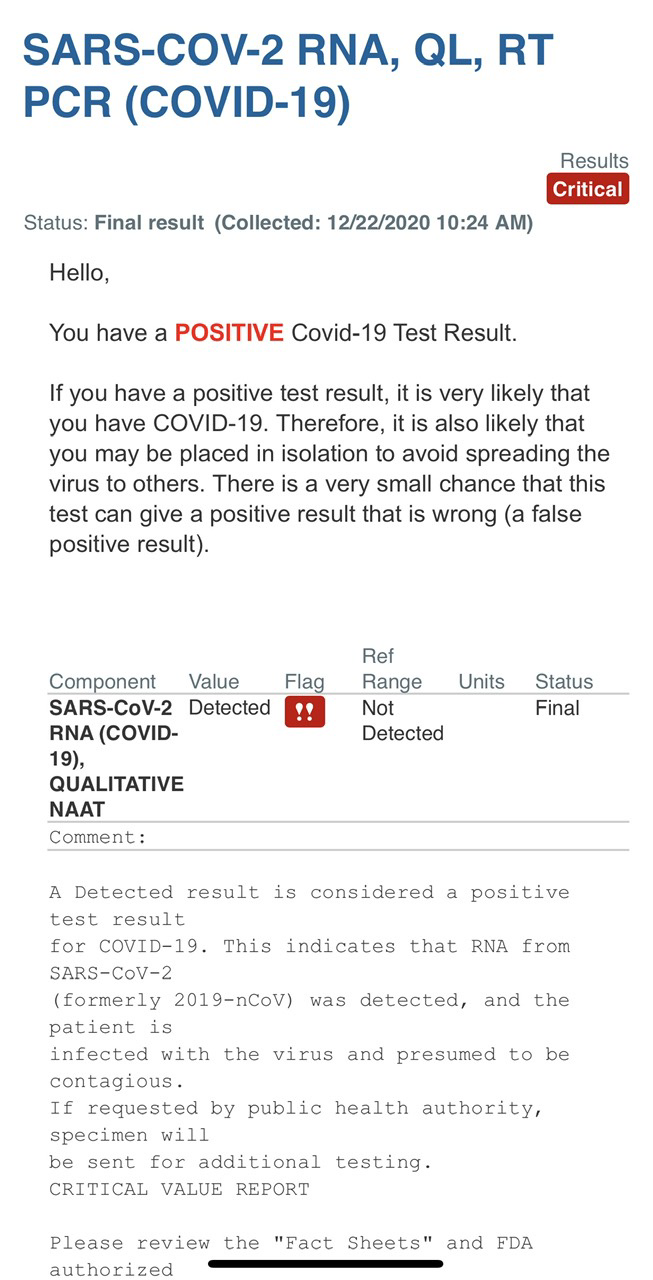 SARS-COV-2 RNA, QL, RT
PCR (COVID-19)
Results
Critical
Status: Final result (Collected: 12/22/2020 10:24 AM)
Hello,
You have a POSITIVE Covid-19 Test Result.
If you have a positive test result, it is very likely that
you have COVID-19. Therefore, it is also likely that
you may be placed in isolation to avoid spreading the
virus to others. There is a very small chance that this
test can give a positive result that is wrong (a false
positive result).
Ref
Component Value Flag Range Units Status
SARS-CoV-2 Detected !! Not Final
RNA (COVID- Detected
19),
QUALITATIVE
NAAT
Comment:
A Detected result is considered a positive
test result
for COVID-19. This indicates that RNA from
SARS-CoV-2
(formerly 2019-nCoV) was detected, and the
patient is
infected with the virus and presumed to be
contagious.
If requested by public health authority,
specimen will
be sent for additional testing.
CRITICAL VALUE REPORT
Please review the "Fact Sheets" and FDA
authorized